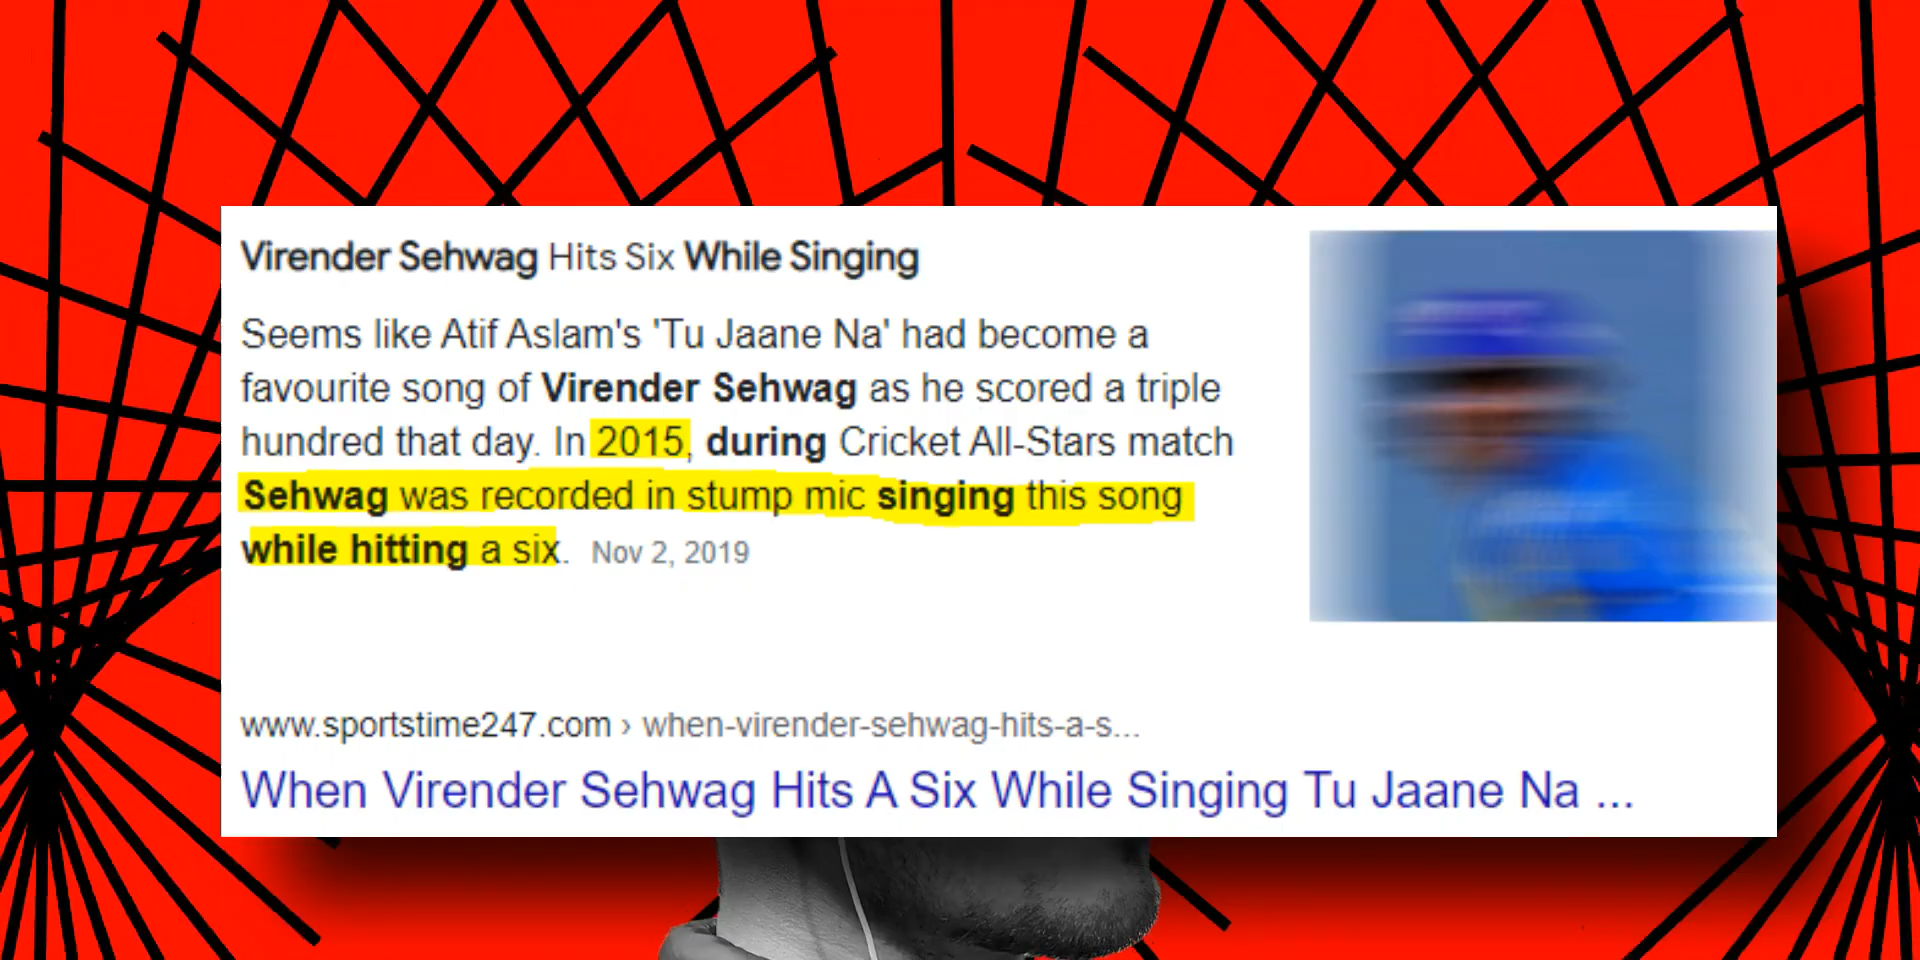 Virender Sehwag Hits Six While Singing
Seems like Atif Aslam's 'Tu Jaane Na' had become a
favourite song of Virender Sehwag as he scored a triple
hundred that day. In 2015, during Cricket All-Stars match
Sehwag was recorded in stump mic singing this song
while hitting a six. Nov 2, 2019
www.sportstime247.com › when-virender-sehwag-hits-a-s...
When Virender Sehwag Hits A Six While Singing Tu Jaane Na ...